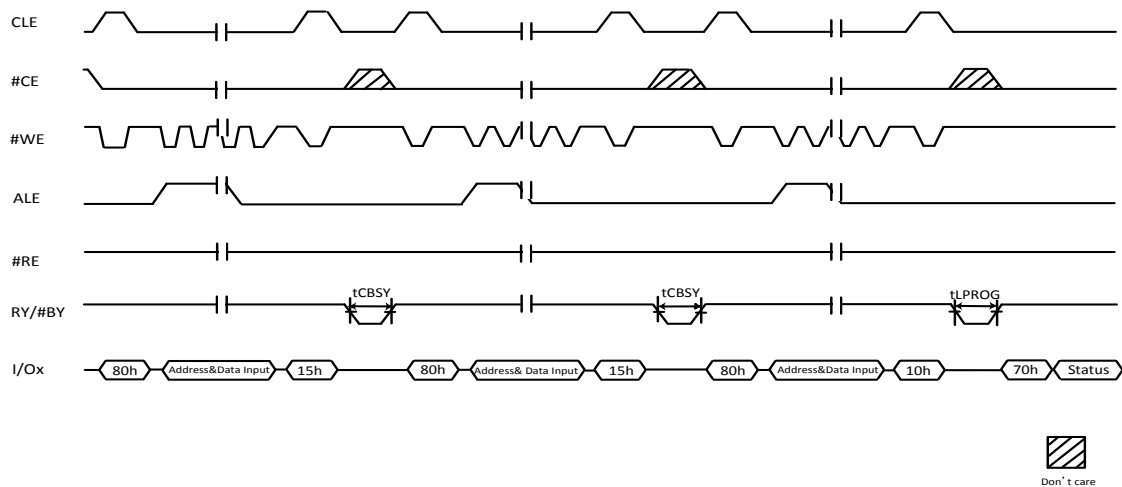 CLE
#CE
#WE
ALE
#RE
RY/#BY
tCBSY
tCBSY
tLPROG
I/Ox
80h
Address&Data Input
15h
80h
Address& Data Input
15h
80h
Address&Data Input
10h
70h
Status
Don't care